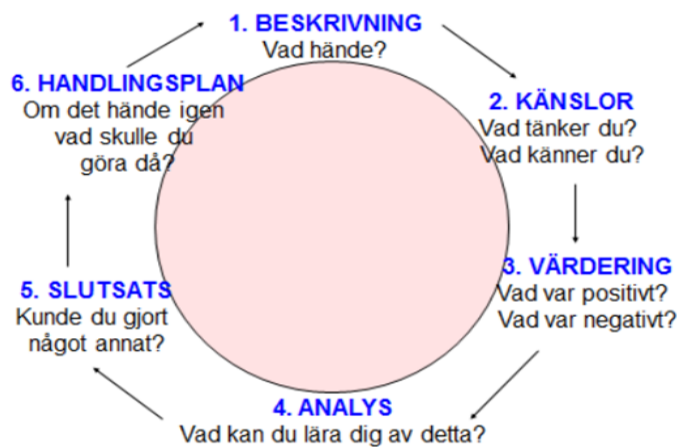 1. BESKRIVNING
Vad hände?
2. KÄNSLOR
Vad tänker du?
Vad känner du?
3. VÄRDERING
Vad var positivt?
Vad var negativt?
4. ANALYS
Vad kan du lära dig av detta?
5. SLUTSATS
Kunde du gjort
något annat?
6. HANDLINGSPLAN
Om det hände igen
vad skulle du
göra då?